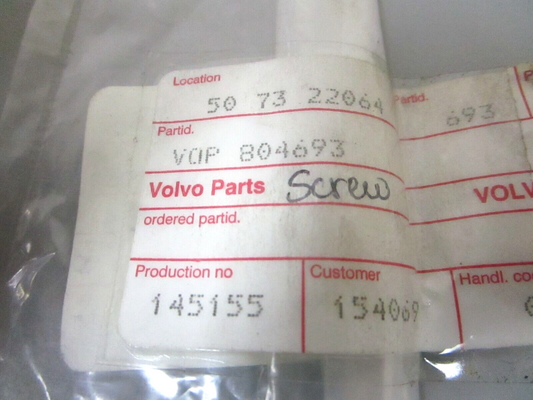 Location
50 73 22064
Partid.
VOP 804693
Volvo Parts Screw
ordered partid.
Production no
145155
Customer
154069
artid.
693
VOLV
Handl. co